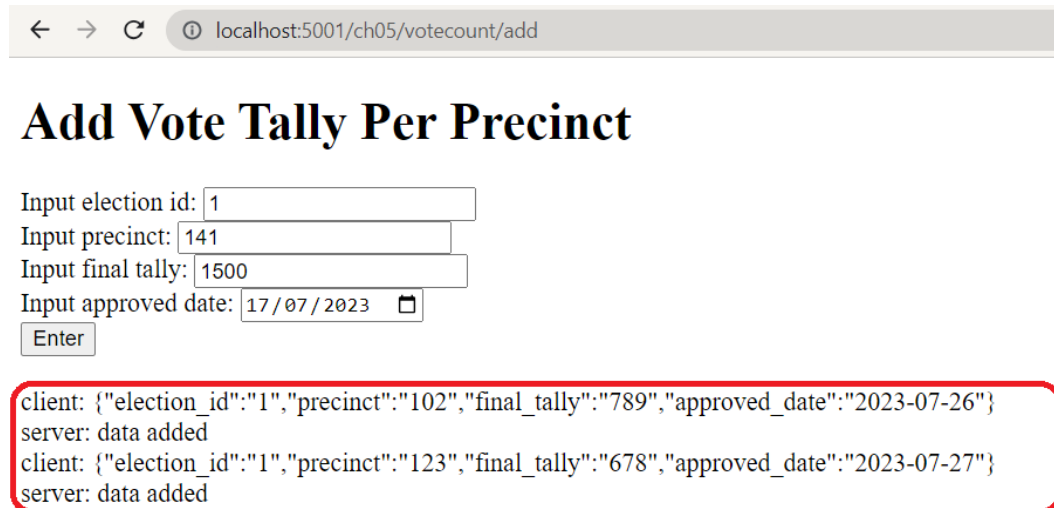 localhost:5001/ch05/votecount/add
Add Vote Tally Per Precinct
Input election id: 1
Input precinct: 141
Input final tally: 1500
Input approved date: 17/07/2023
Enter
client: {"election_id":"1","precinct":"102","final_tally":"789","approved_date":"2023-07-26"}
server: data added
client: {"election_id":"1","precinct":"123","final_tally":"678","approved_date":"2023-07-27"}
server: data added